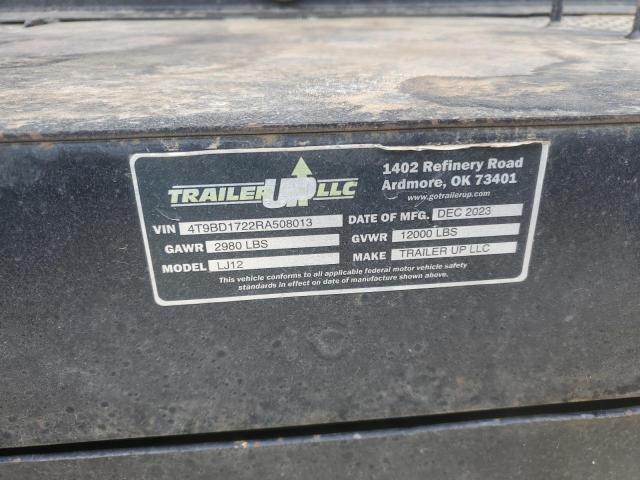 TRAILER UP LLC
1402 Refinery Road
Ardmore, OK 73401
www.gotrailerup.com
VIN 4T9BD1722RA508013 DATE OF MFG. DEC 2023
GAWR 2980 LBS GVWR 12000 LBS
MODEL LJ12 MAKE TRAILER UP LLC
This vehicle conforms to all applicable federal motor vehicle safety
standards in effect on date of manufacture shown above.